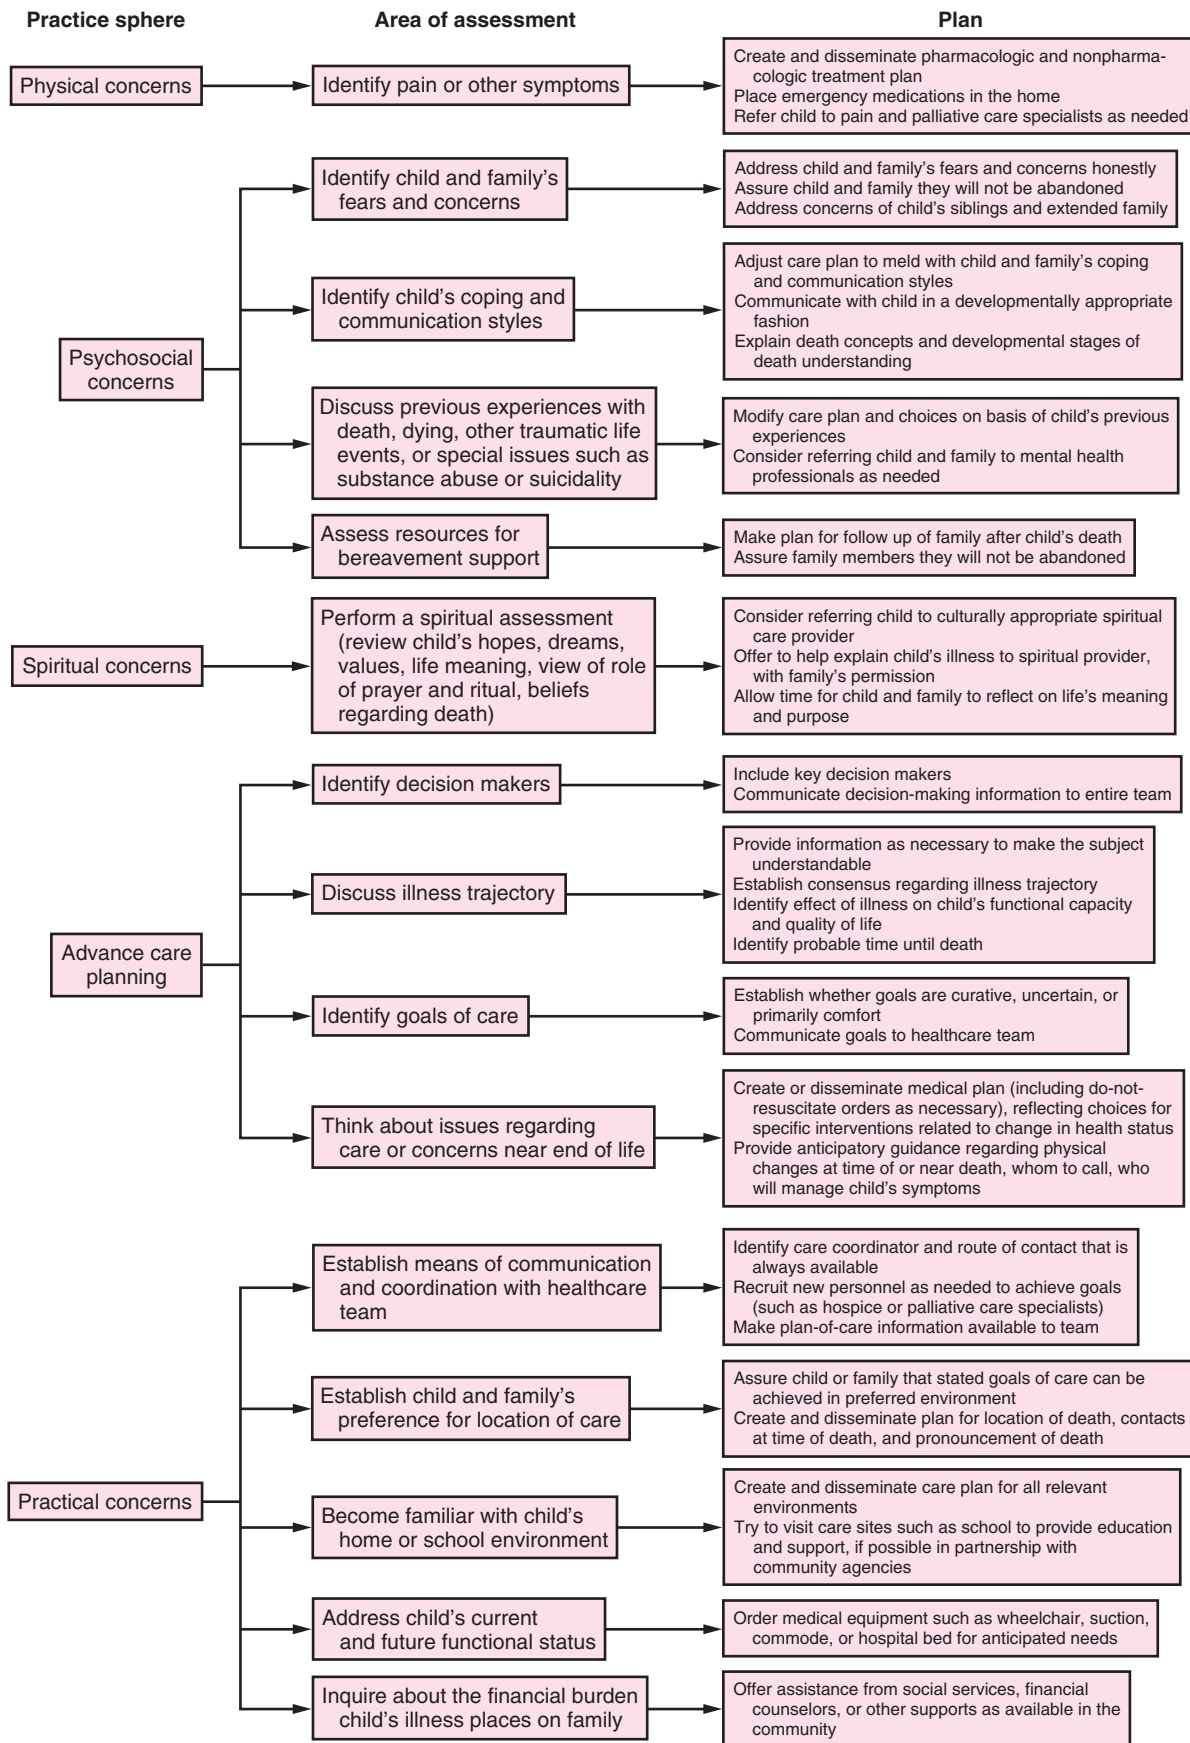 Practice sphere
Area of assessment
Plan
Physical concerns
Identify pain or other symptoms
Create and disseminate pharmacologic and nonpharma-
cologic treatment plan
Place emergency medications in the home
Refer child to pain and palliative care specialists as needed
Psychosocial
concerns
Identify child and family's
fears and concerns
Address child and family's fears and concerns honestly
Assure child and family they will not be abandoned
Address concerns of child's siblings and extended family
Identify child's coping and
communication styles
Adjust care plan to meld with child and family's coping
and communication styles
Communicate with child in a developmentally appropriate
fashion
Explain death concepts and developmental stages of
death understanding
Discuss previous experiences with
death, dying, other traumatic life
events, or special issues such as
substance abuse or suicidality
Modify care plan and choices on basis of child's previous
experiences
Consider referring child and family to mental health
professionals as needed
Assess resources for
bereavement support
Make plan for follow up of family after child's death
Assure family members they will not be abandoned
Spiritual concerns
Perform a spiritual assessment
(review child's hopes, dreams,
values, life meaning, view of role
of prayer and ritual, beliefs
regarding death)
Consider referring child to culturally appropriate spiritual
care provider
Offer to help explain child's illness to spiritual provider,
with family's permission
Allow time for child and family to reflect on life's meaning
and purpose
Advance care
planning
Identify decision makers
Include key decision makers
Communicate decision-making information to entire team
Discuss illness trajectory
Provide information as necessary to make the subject
understandable
Establish consensus regarding illness trajectory
Identify effect of illness on child's functional capacity
and quality of life
Identify probable time until death
Identify goals of care
Establish whether goals are curative, uncertain, or
primarily comfort
Communicate goals to healthcare team
Think about issues regarding
care or concerns near end of life
Create or disseminate medical plan (including do-not-
resuscitate orders as necessary), reflecting choices for
specific interventions related to change in health status
Provide anticipatory guidance regarding physical
changes at time of or near death, whom to call, who
will manage child's symptoms
Practical concerns
Establish means of communication
and coordination with healthcare
team
Identify care coordinator and route of contact that is
always available
Recruit new personnel as needed to achieve goals
(such as hospice or palliative care specialists)
Make plan-of-care information available to team
Establish child and family's
preference for location of care
Assure child or family that stated goals of care can be
achieved in preferred environment
Create and disseminate plan for location of death, contacts
at time of death, and pronouncement of death
Become familiar with child's
home or school environment
Create and disseminate care plan for all relevant
environments
Try to visit care sites such as school to provide education
and support, if possible in partnership with
community agencies
Address child's current
and future functional status
Order medical equipment such as wheelchair, suction,
commode, or hospital bed for anticipated needs
Inquire about the financial burden
child's illness places on family
Offer assistance from social services, financial
counselors, or other supports as available in the
community